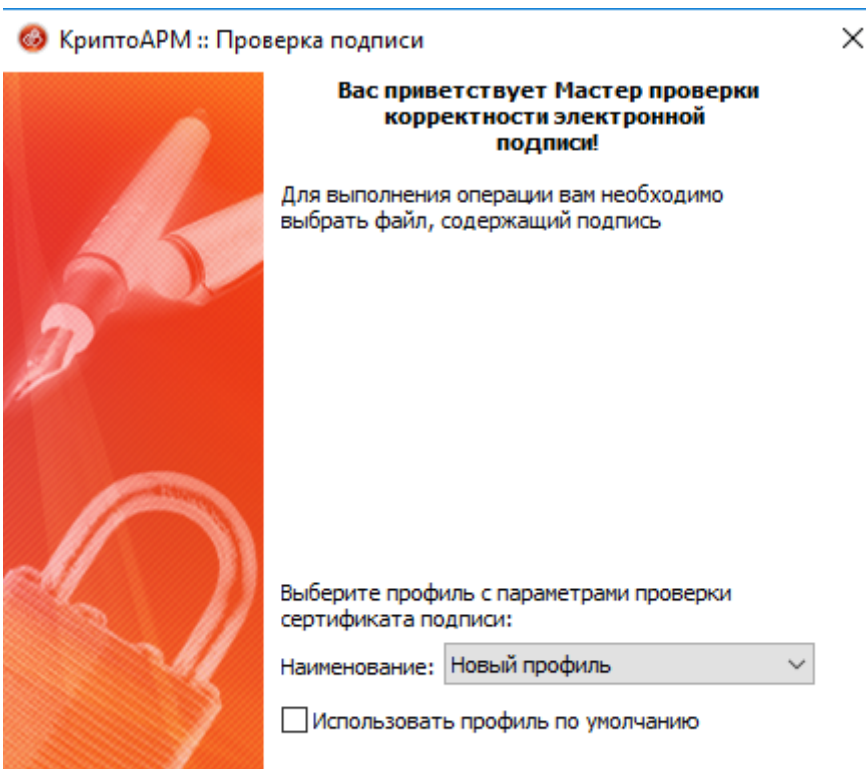 КриптоАРМ :: Проверка подписи
Вас приветствует Мастер проверки
корректности электронной
подписи!
Для выполнения операции вам необходимо
выбрать файл, содержащий подпись
Выберите профиль с параметрами проверки
сертификата подписи:
Наименование: Новый профиль
Использовать профиль по умолчанию